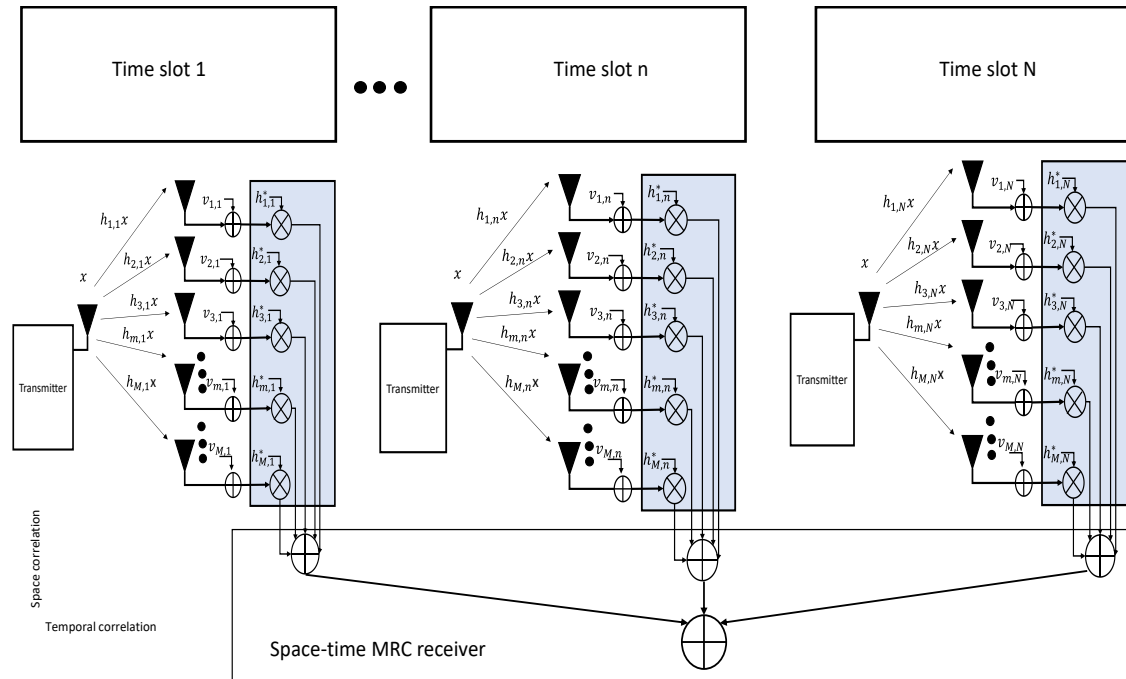 Time slot 1
Time slot n
Time slot N
x
h_{1,1}x
h_{2,1}x
h_{3,1}x
h_{m,1}x
h_{M,1}x
v_{1,1}
v_{2,1}
v_{3,1}
v_{m,1}
v_{M,1}
h^*_{1,1}
h^*_{2,1}
h^*_{3,1}
h^*_{m,1}
h^*_{M,1}
Transmitter
x
h_{1,n}x
h_{2,n}x
h_{3,n}x
h_{m,n}x
h_{M,n}x
v_{1,n}
v_{2,n}
v_{3,n}
v_{m,n}
v_{M,n}
h^*_{1,n}
h^*_{2,n}
h^*_{3,n}
h^*_{m,n}
h^*_{M,n}
Transmitter
x
h_{1,N}x
h_{2,N}x
h_{3,N}x
h_{m,N}x
h_{M,N}x
v_{1,N}
v_{2,N}
v_{3,N}
v_{m,N}
v_{M,N}
h^*_{1,N}
h^*_{2,N}
h^*_{3,N}
h^*_{m,N}
h^*_{M,N}
Transmitter
Space correlation
Temporal correlation
Space-time MRC receiver